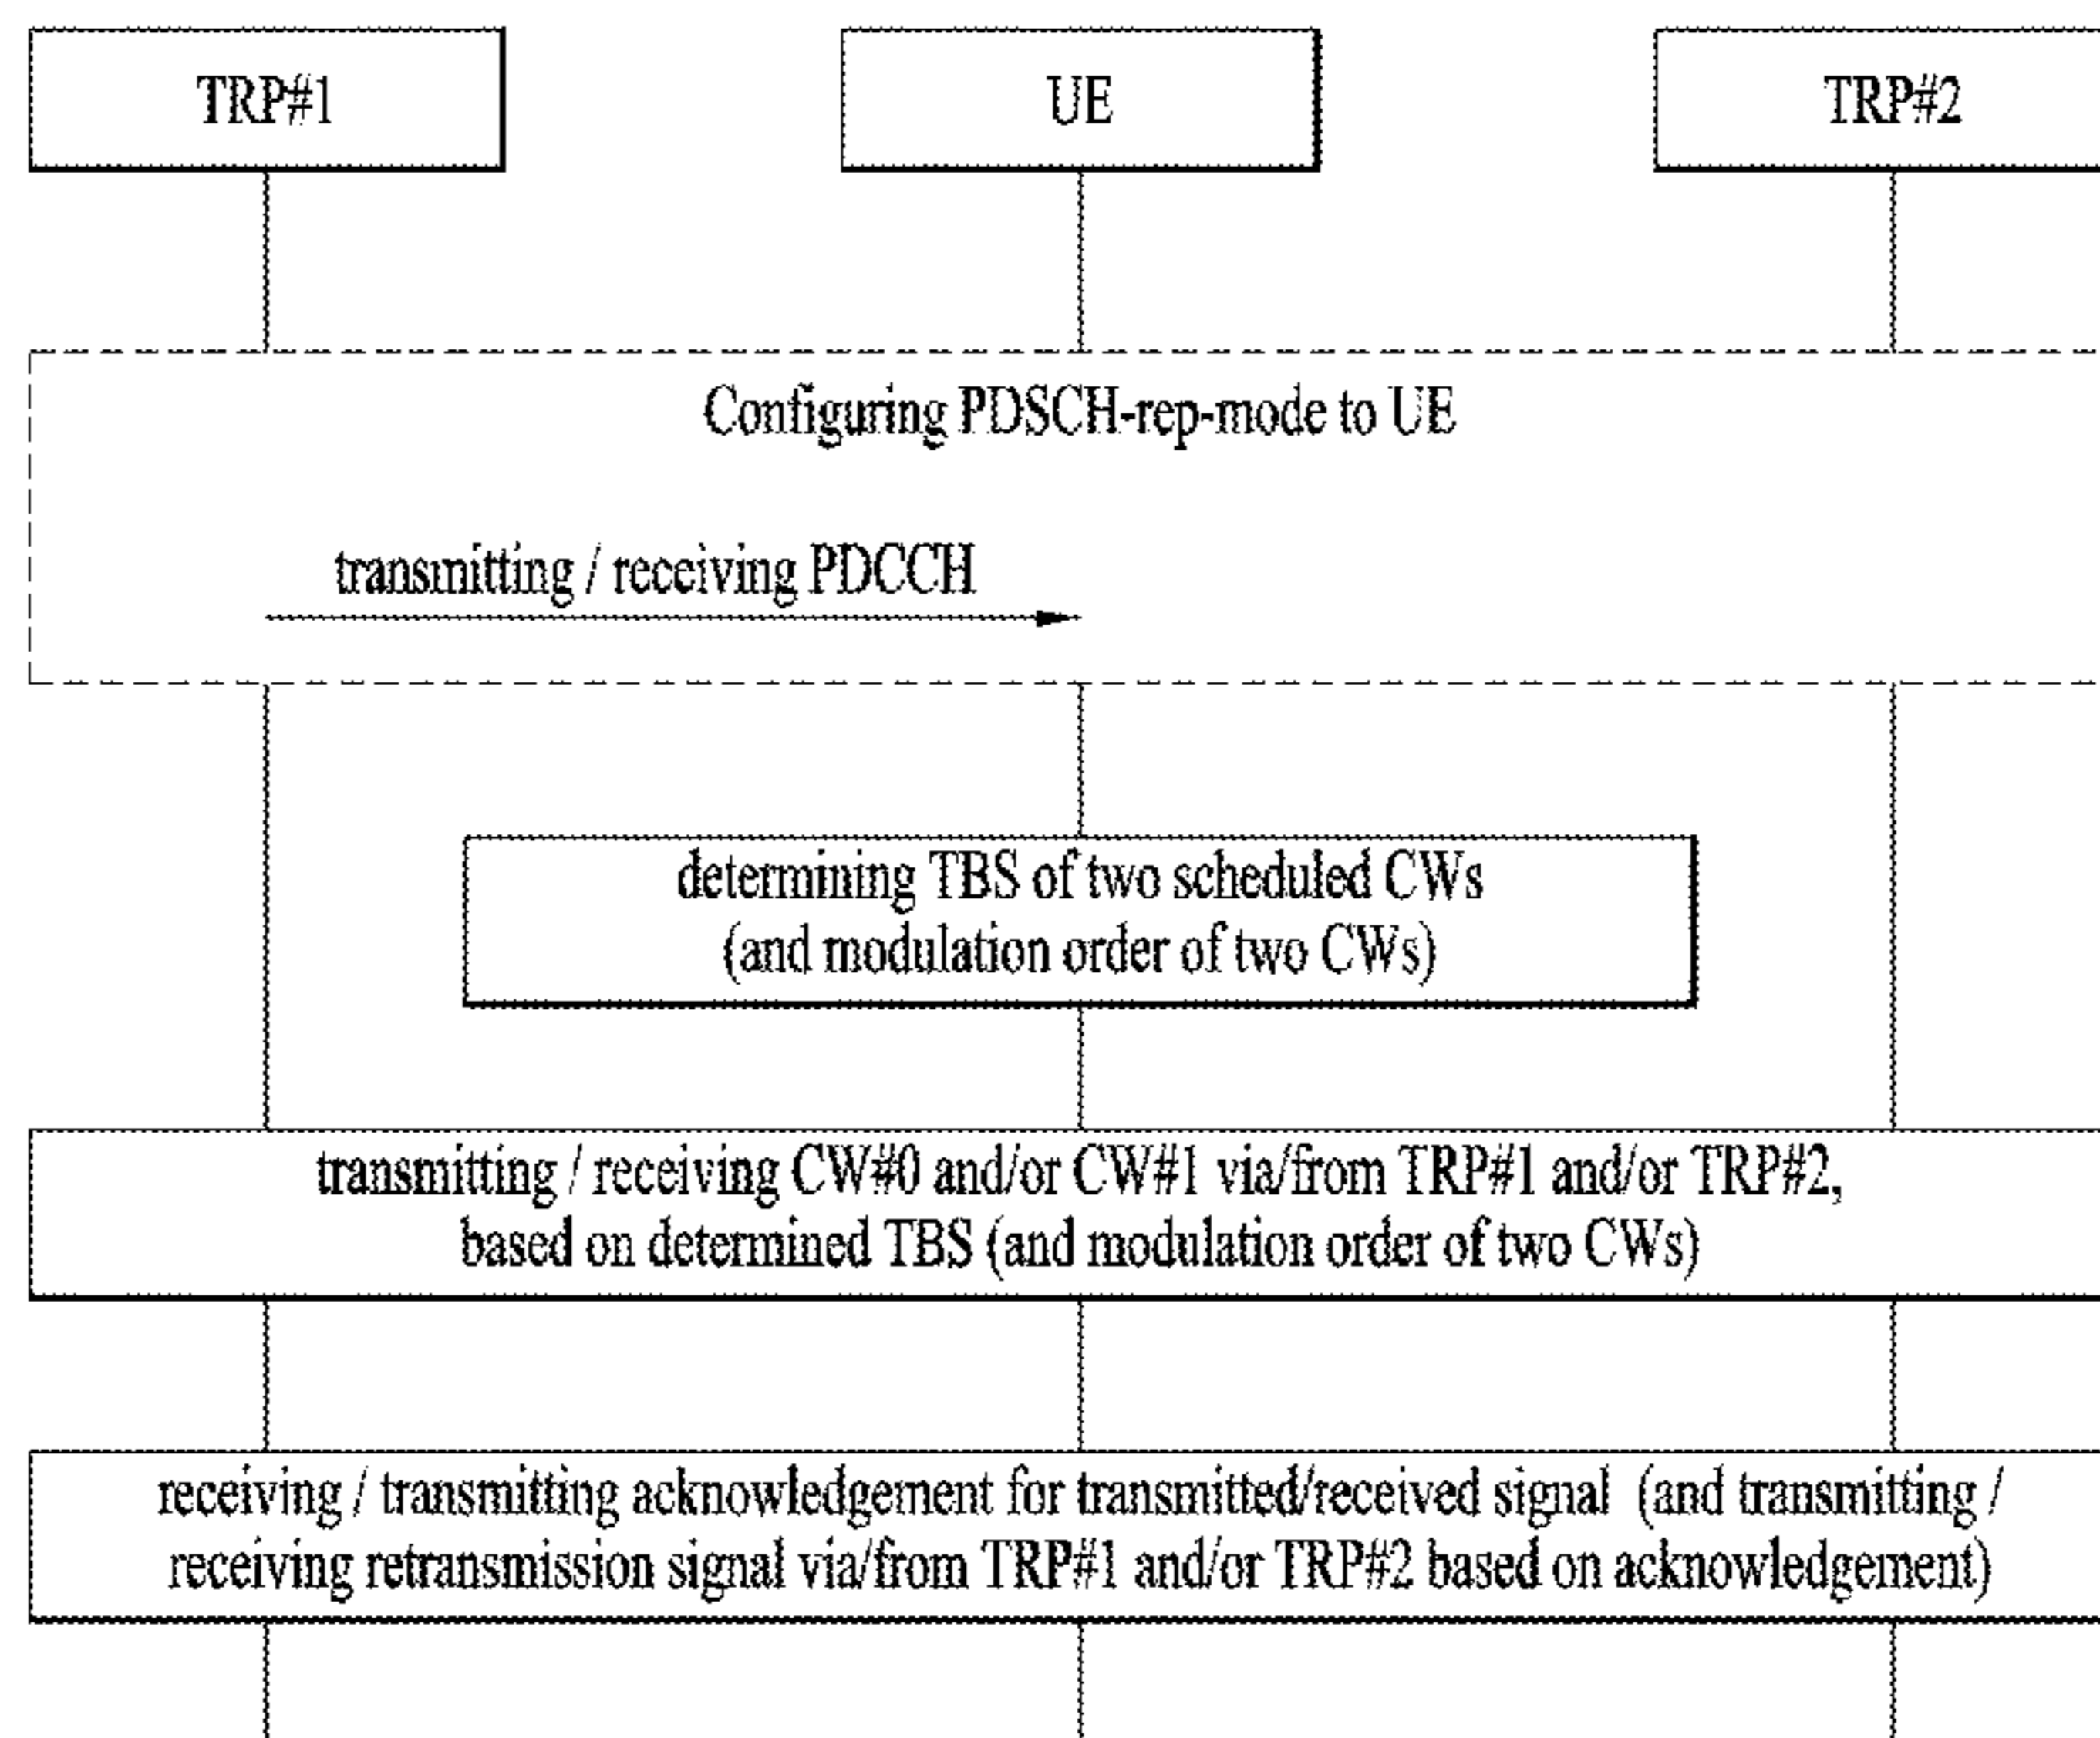 TRP#1
UE
TRP#2
Configuring PDSCH-rep-mode to UE
transmitting / receiving PDCCH
determining TBS of two scheduled CWs
(and modulation order of two CWs)
transmitting / receiving CW#0 and/or CW#1 via/from TRP#1 and/or TRP#2,
based on determined TBS (and modulation order of two CWs)
receiving / transmitting acknowledgement for transmitted/received signal (and transmitting /
receiving retransmission signal via/from TRP#1 and/or TRP#2 based on acknowledgement)